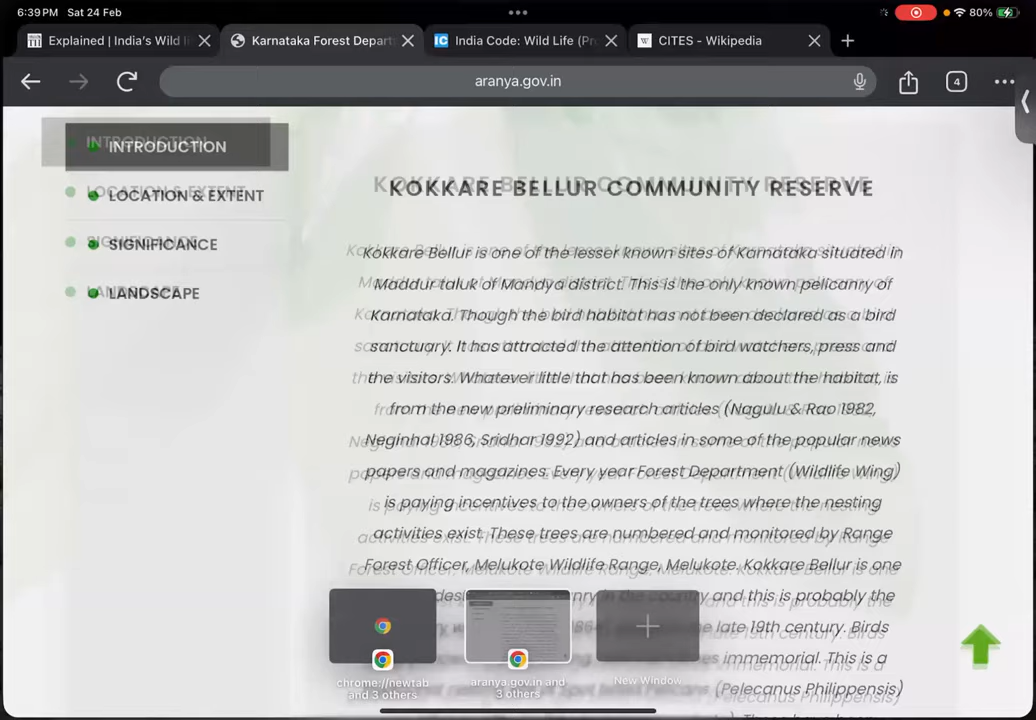 6:39 PM Sat 24 Feb
80%
Explained | India's Wild li
Karnataka Forest Depart
India Code: Wild Life (Pr
CITES - Wikipedia
aranya.gov.in
4
INTRODUCTION
LOCATION & EXTENT
SIGNIFICANCE
LANDSCAPE
KOKKARE BELLUR COMMUNITY RESERVE
Kokkare Bellur is one of the lesser known sites of Karnataka situated in
Maddur taluk of Mandya district. This is the only known pelicanry of
Karnataka. Though the bird habitat has not been declared as a bird
sanctuary. It has attracted the attention of bird watchers, press and
the visitors. Whatever little that has been known about the habitat, is
from the new preliminary research articles (Nagulu & Rao 1982,
Neginhal 1986, Sridhar 1992) and articles in some of the popular news
papers and magazines. Every year Forest Department (Wildlife Wing)
is paying incentives to the owners of the trees where the nesting
activities exist. These trees are numbered and monitored by Range
Forest Officer, Melukote Wildlife Range, Melukote. Kokkare Bellur is one
in the country and this is probably the
the late 19th century. Birds
immemorial. This is a
(Pelecanus Philippensis)
chrome://newtab
and 3 others
aranya.gov.in and
3 others
New Window